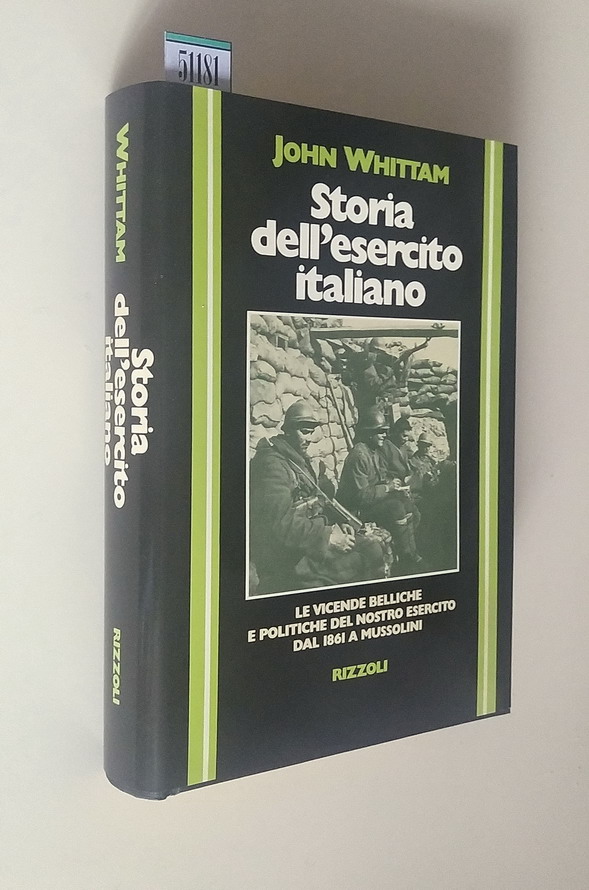 51181
JOHN WHITTAM
Storia
dell'esercito
italiano
LE VICENDE BELLICHE
E POLITICHE DEL NOSTRO ESERCITO
DAL 1861 A MUSSOLINI
RIZZOLI
WHITTAM
Storia
dell'esercito
italiano
RIZZOLI